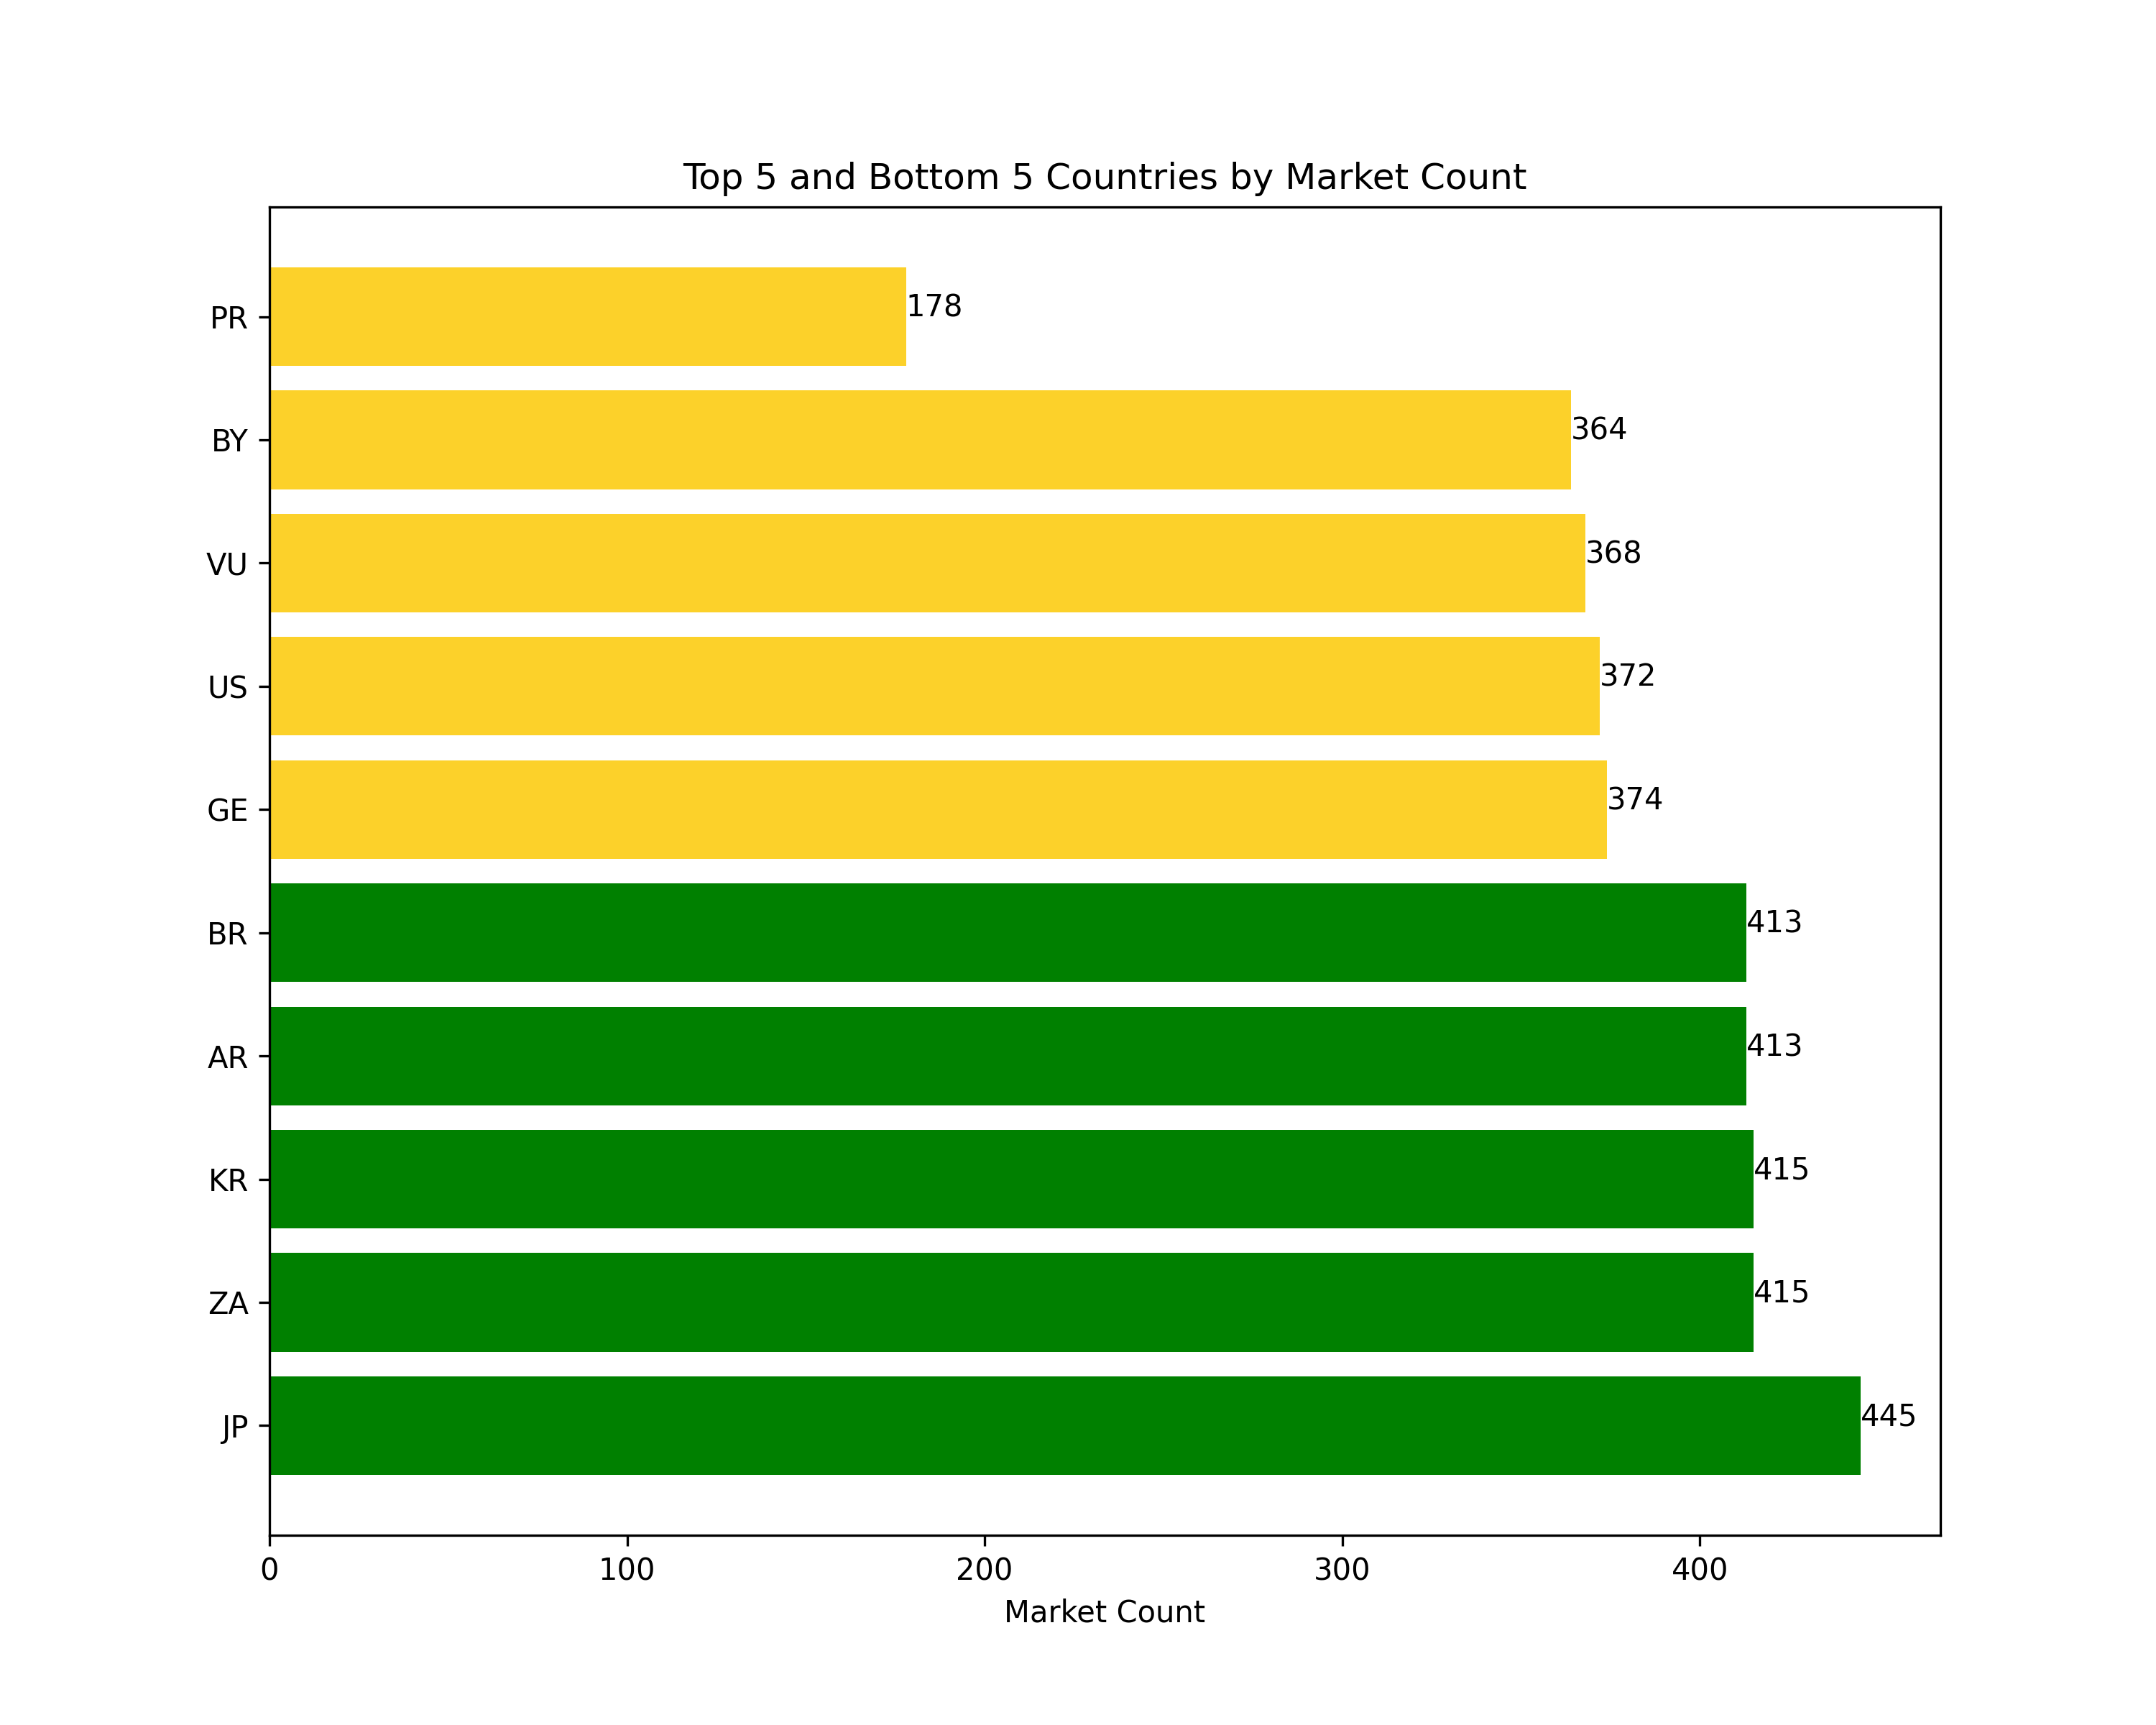 Top 5 and Bottom 5 Countries by Market Count
PR 178
BY 364
VU 368
US 372
GE 374
BR 413
AR 413
KR 415
ZA 415
JP 445
0 100 200 300 400
Market Count